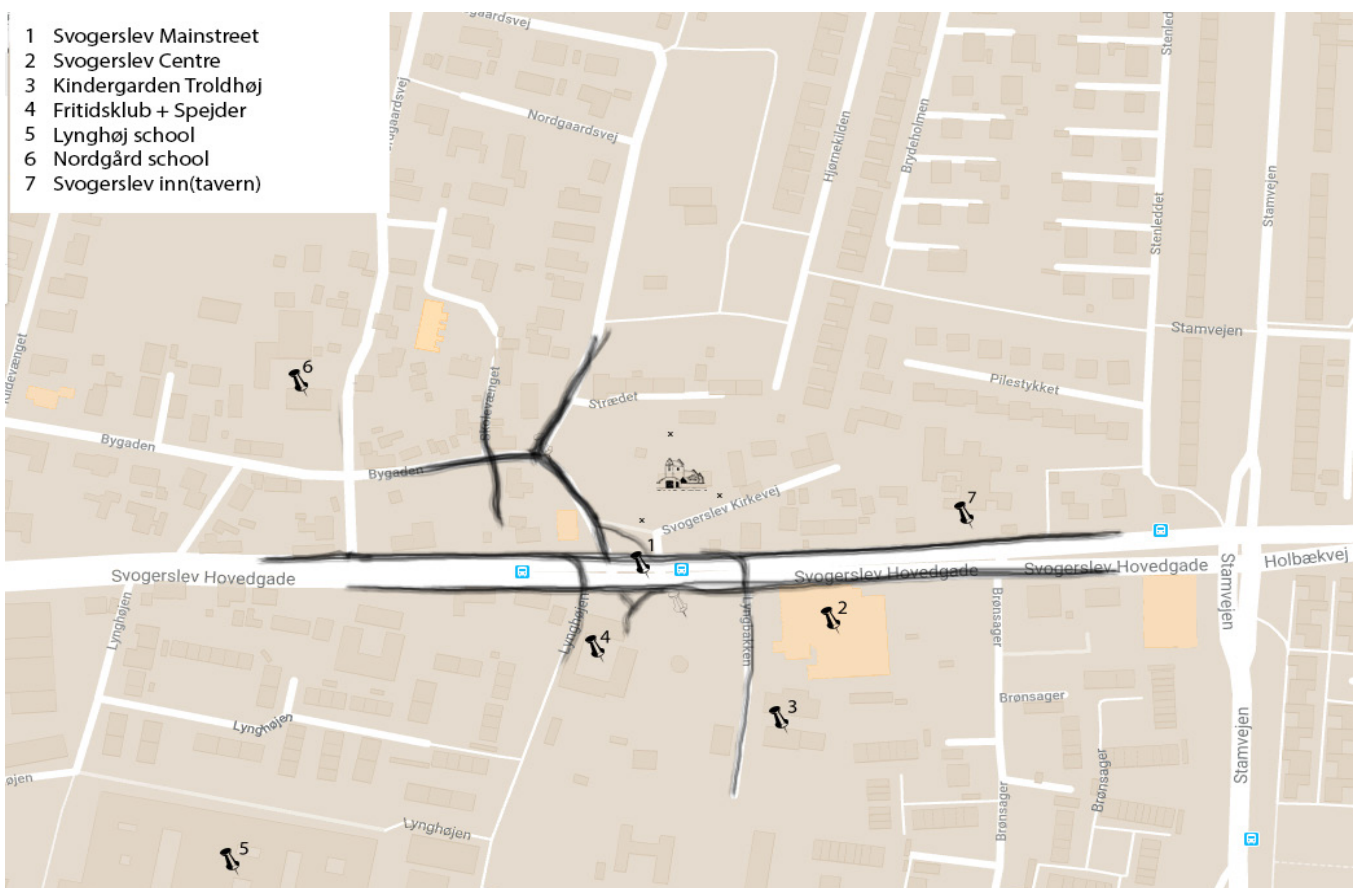 1 Svogerslev Mainstreet
2 Svogerslev Centre
3 Kindergarden Troldhøj
4 Fritidsklub + Spejder
5 Lynghøj school
6 Nordgård school
7 Svogerslev inn(tavern)
Nordgaardsvej
Hjørnekilden
Brydeholmen
Stenleddet
Stamvejen
Stenleddet
Stamvejen
Pilestykket
6
Strædet
Bygaden
Bygaden
7
Svogerslev Kirkevej
1
Svogerslev Hovedgade
Svogerslev Hovedgade
Svogerslev Hovedgade
Holbækvej
Stamvejen
Lynghøjen
Lynghøjen
4
Lyngbakken
2
Brønsager
3
Brønsager
Lynghøjen
Brønsager
Brønsager
Stamvejen
Lynghøjen
5